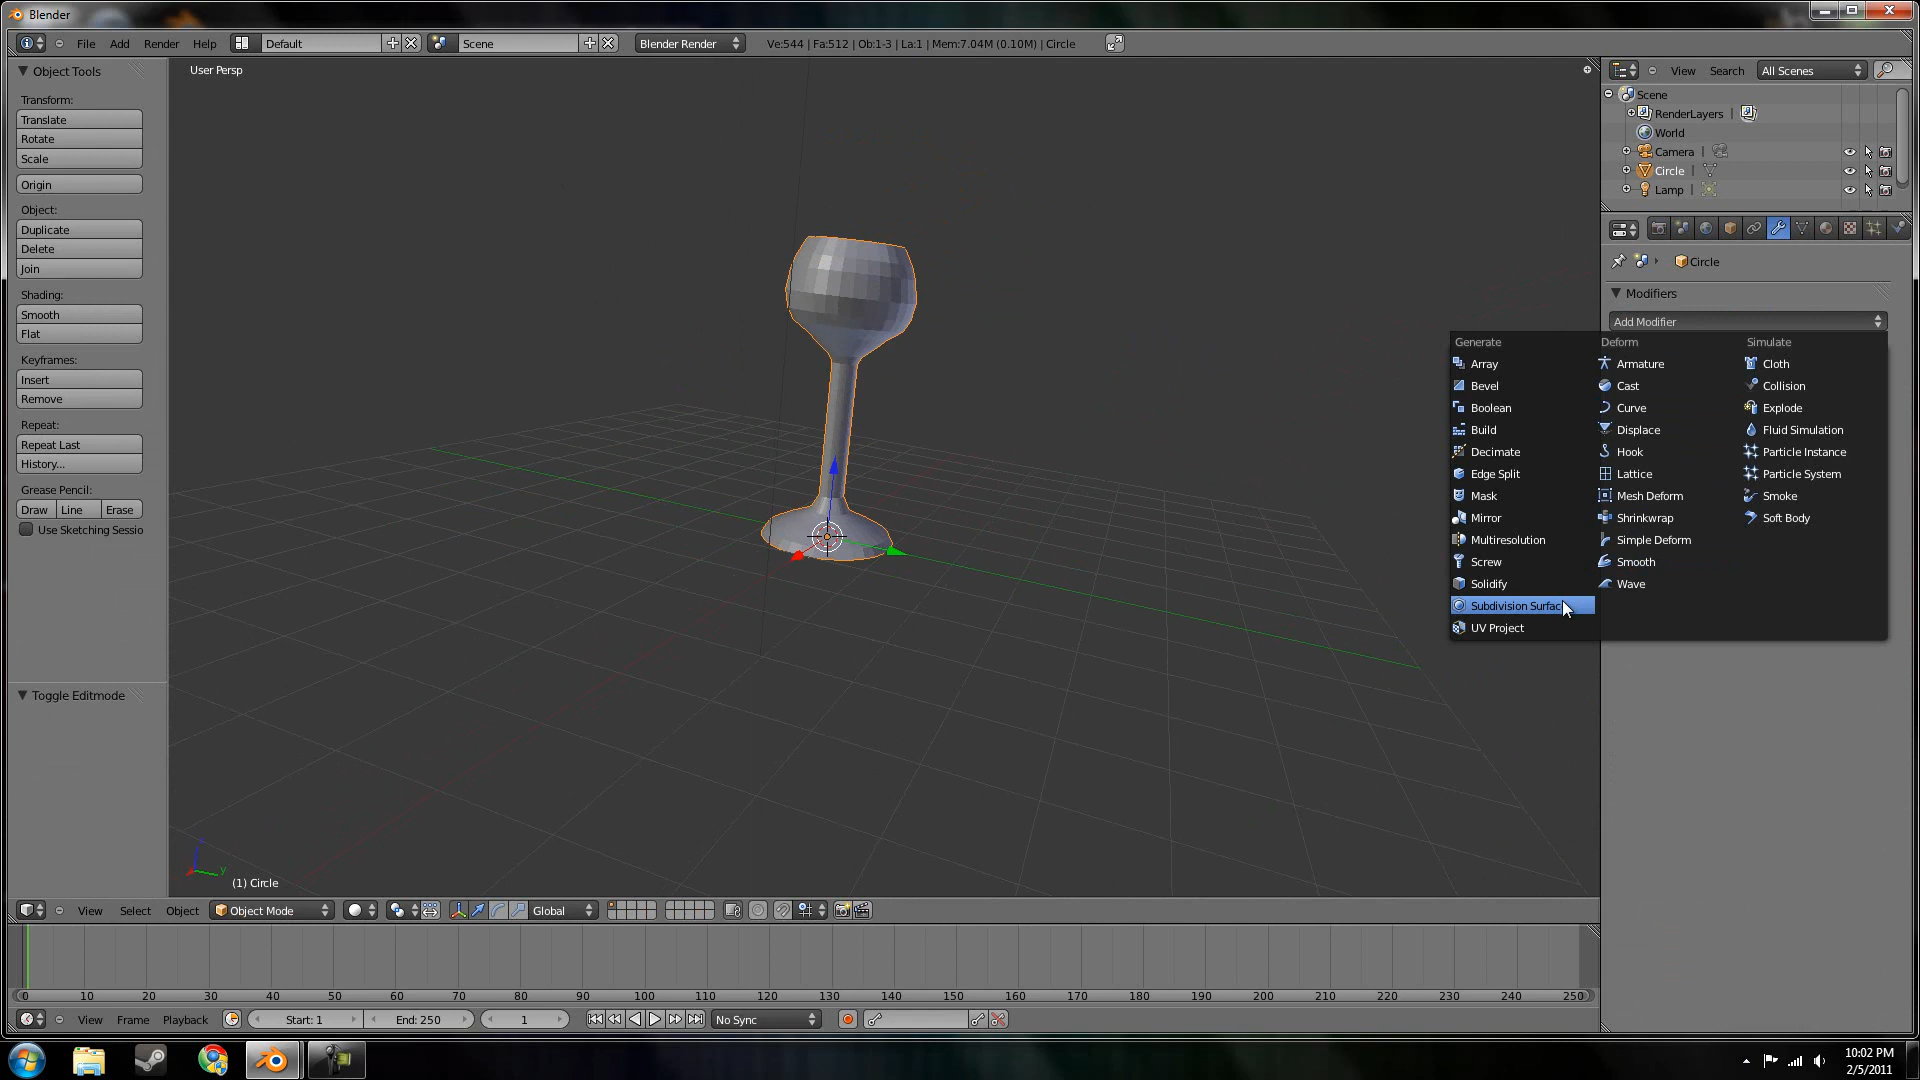 Blender
File Add Render Help Default Scene Blender Render Ve:544 | Fa:512 | Ob:1-3 | La:1 | Mem:7.04M (0.10M) | Circle
Object Tools
Transform:
Translate
Rotate
Scale
Origin
Object:
Duplicate
Delete
Join
Shading:
Smooth
Flat
Keyframes:
Insert
Remove
Repeat:
Repeat Last
History...
Grease Pencil:
Draw Line Erase
Use Sketching Sessio
Toggle Editmode
User Persp
(1) Circle
View Search All Scenes
Scene
RenderLayers |
World
Camera |
Circle |
Lamp |
Circle
Modifiers
Add Modifier
Generate
Array
Bevel
Boolean
Build
Decimate
Edge Split
Mask
Mirror
Multiresolution
Screw
Solidify
Subdivision Surfac
UV Project
Deform
Armature
Cast
Curve
Displace
Hook
Lattice
Mesh Deform
Shrinkwrap
Simple Deform
Smooth
Wave
Simulate
Cloth
Collision
Explode
Fluid Simulation
Particle Instance
Particle System
Smoke
Soft Body
View Select Object Object Mode Global
0 10 20 30 40 50 60 70 80 90 100 110 120 130 140 150 160 170 180 190 200 210 220 230 240 250
View Frame Playback Start: 1 End: 250 1 No Sync
10:02 PM
2/5/2011